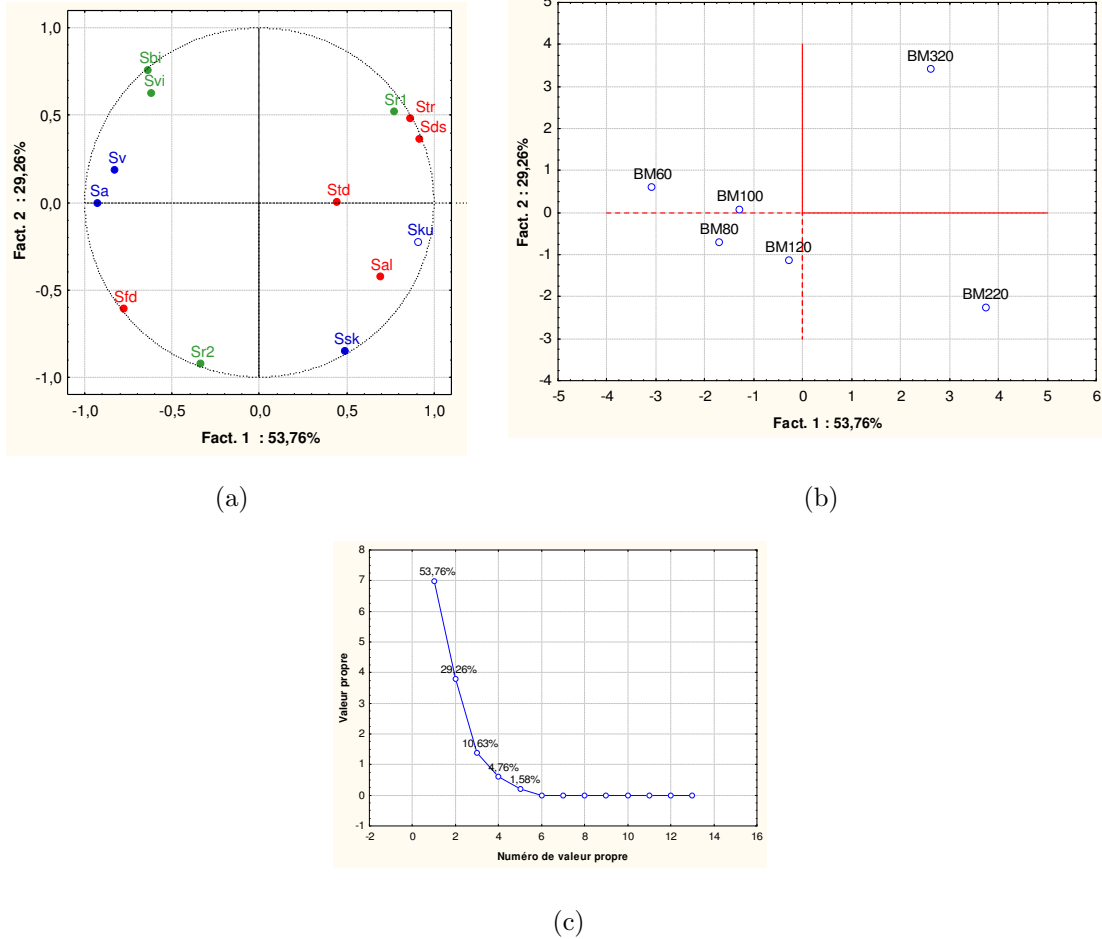 1,0
0,5
0,0
-0,5
-1,0
Fact. 2 : 29,26%
Sbi
Svi
Sr1
Str
Sds
Sv
Sa
Std
Sku
Sal
Sfd
Ssk
Sr2
-1,0 -0,5 0,0 0,5 1,0
Fact. 1 : 53,76%
(a)
5
4
3
2
1
0
-1
-2
-3
-4
Fact. 2 : 29,26%
BM320
BM60
BM100
BM80
BM120
BM220
-5 -4 -3 -2 -1 0 1 2 3 4 5 6
Fact. 1 : 53,76%
(b)
8
7
6
5
4
3
2
1
0
-1
Valeur propre
53,76%
29,26%
10,63%
4,76%
1,58%
-2 0 2 4 6 8 10 12 14 16
Numéro de valeur propre
(c)